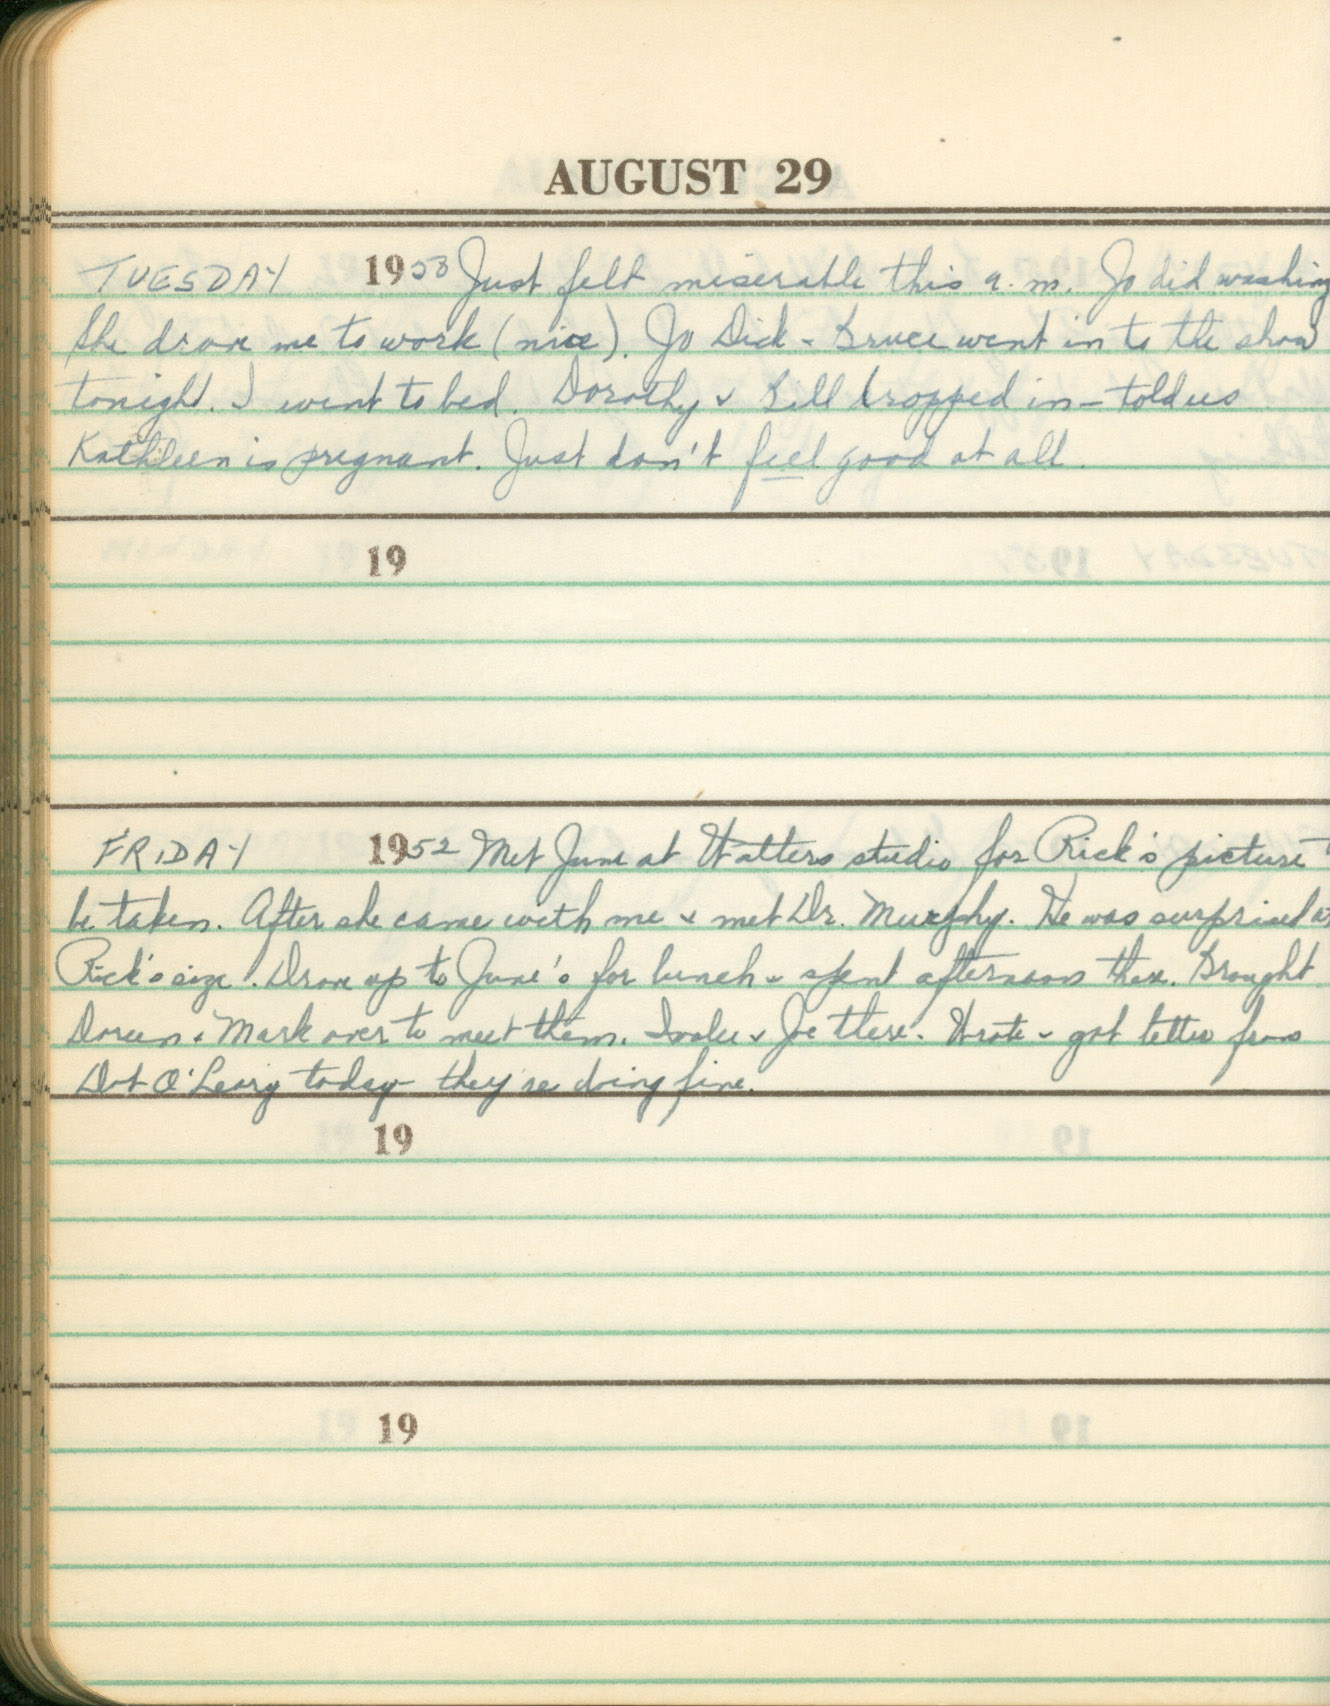 AUGUST 29
TUESDAY 1950 Just felt miserable this a.m. Jo did washing
She drove me to work (nice). Jo Dick & Bruce went in to the show
tonight. I went to bed. Dorothy & Bill dropped in - told us
Kathleen is pregnant. Just don't feel good at all.
19
FRIDAY 1952 Met June at Watters studio for Rick's picture
be taken. After she came with me & met Dr. Murphy. He was surprised at
Rick's size. Drove up to June's for lunch & spent afternoon there. Brought
Doreen & Mark over to meet them. & Joe there. Wrote & got letter from
Dot O'Leary today - they're doing fine.
19
19